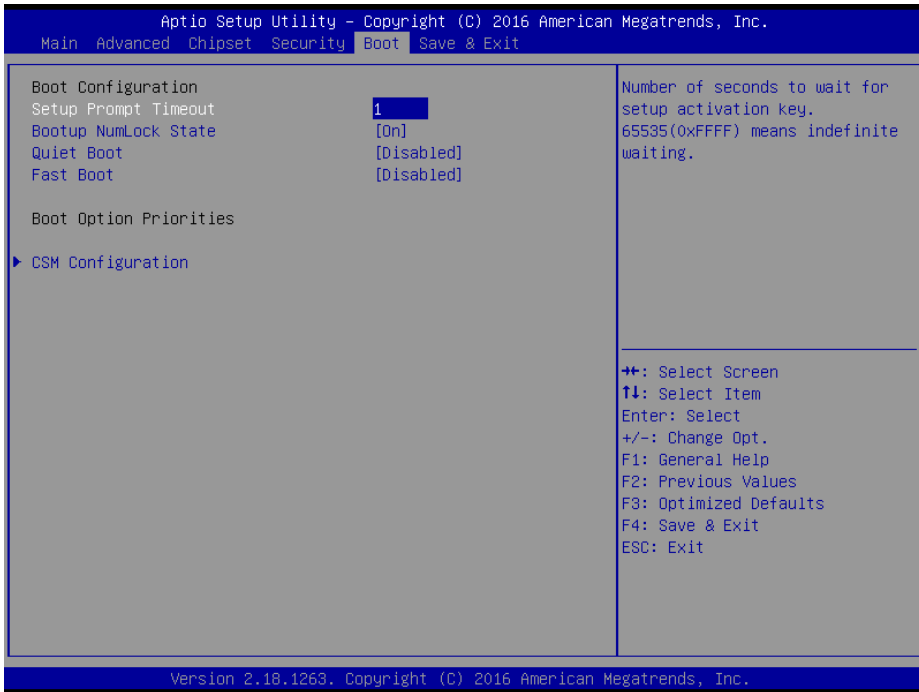 Aptio Setup Utility – Copyright (C) 2016 American Megatrends, Inc.
Main Advanced Chipset Security Boot Save & Exit
Boot Configuration
Setup Prompt Timeout 1
Bootup NumLock State [On]
Quiet Boot [Disabled]
Fast Boot [Disabled]
Boot Option Priorities
CSM Configuration
Number of seconds to wait for
setup activation key.
65535(0xFFFF) means indefinite
waiting.
→←: Select Screen
↑↓: Select Item
Enter: Select
+/-: Change Opt.
F1: General Help
F2: Previous Values
F3: Optimized Defaults
F4: Save & Exit
ESC: Exit
Version 2.18.1263. Copyright (C) 2016 American Megatrends, Inc.